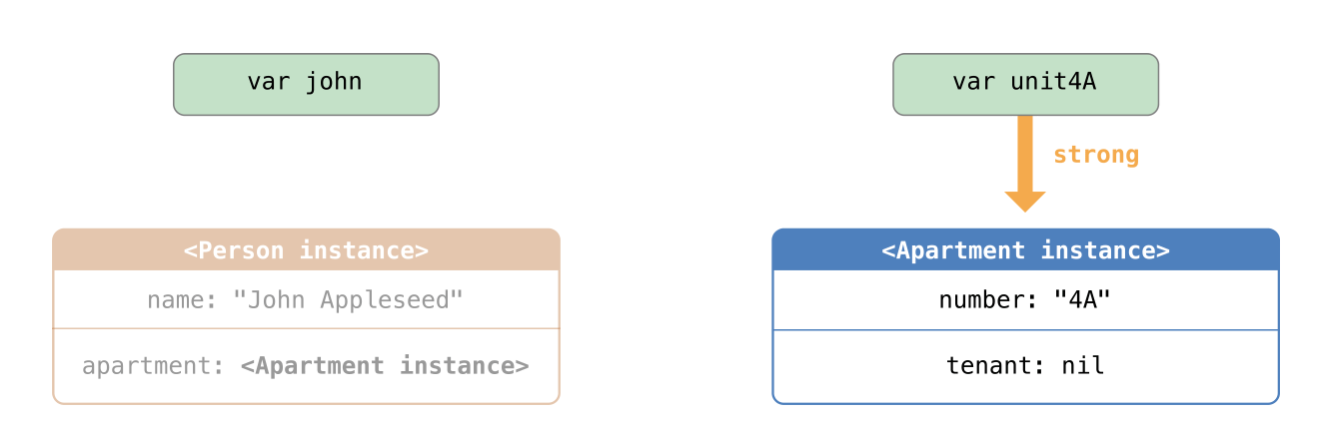 var john
var unit4A
strong
<Person instance>
name: "John Appleseed"
apartment: <Apartment instance>
<Apartment instance>
number: "4A"
tenant: nil